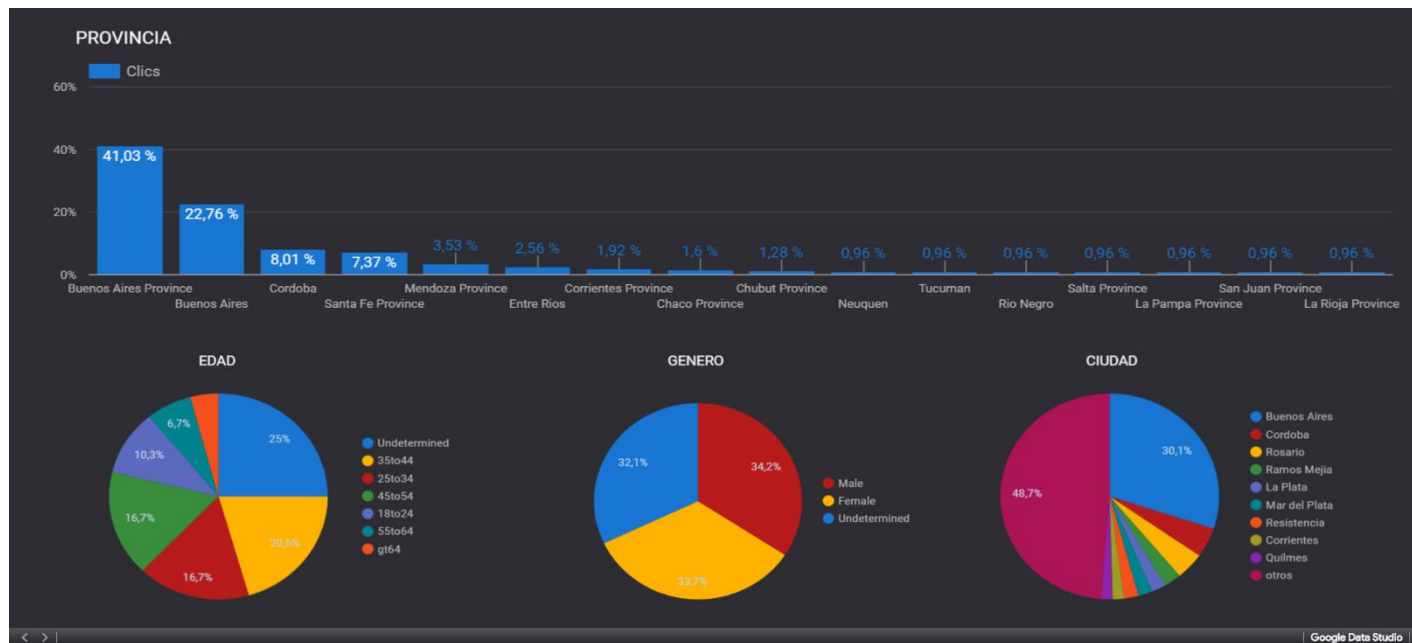 PROVINCIA
Clics
60%
40%
20%
0%
41,03 %
22,76 %
8,01 %
7,37 %
3,53 %
2,56 %
1,92 %
1,6 %
1,28 %
0,96 %
0,96 %
0,96 %
0,96 %
0,96 %
0,96 %
0,96 %
Buenos Aires Province
Buenos Aires
Cordoba
Santa Fe Province
Mendoza Province
Entre Rios
Corrientes Province
Chaco Province
Chubut Province
Neuquen
Tucuman
Rio Negro
Salta Province
La Pampa Province
San Juan Province
La Rioja Province
EDAD
25%
20,5%
16,7%
16,7%
10,3%
6,7%
Undetermined
35to44
25to34
45to54
18to24
55to64
gt64
GENERO
34,2%
33,7%
32,1%
Male
Female
Undetermined
CIUDAD
30,1%
48,7%
Buenos Aires
Cordoba
Rosario
Ramos Mejia
La Plata
Mar del Plata
Resistencia
Corrientes
Quilmes
otros
Google Data Studio